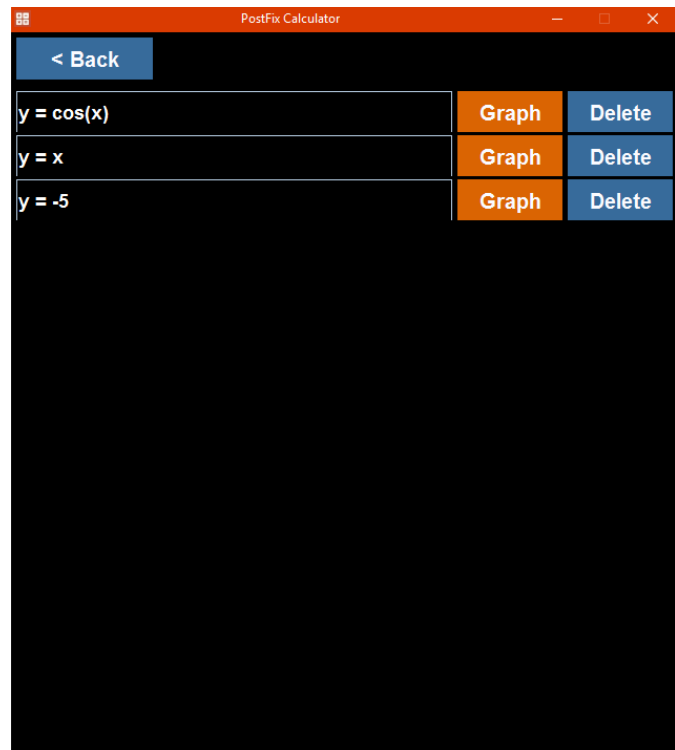 PostFix Calculator
< Back
y = cos(x) Graph Delete
y = x Graph Delete
y = -5 Graph Delete